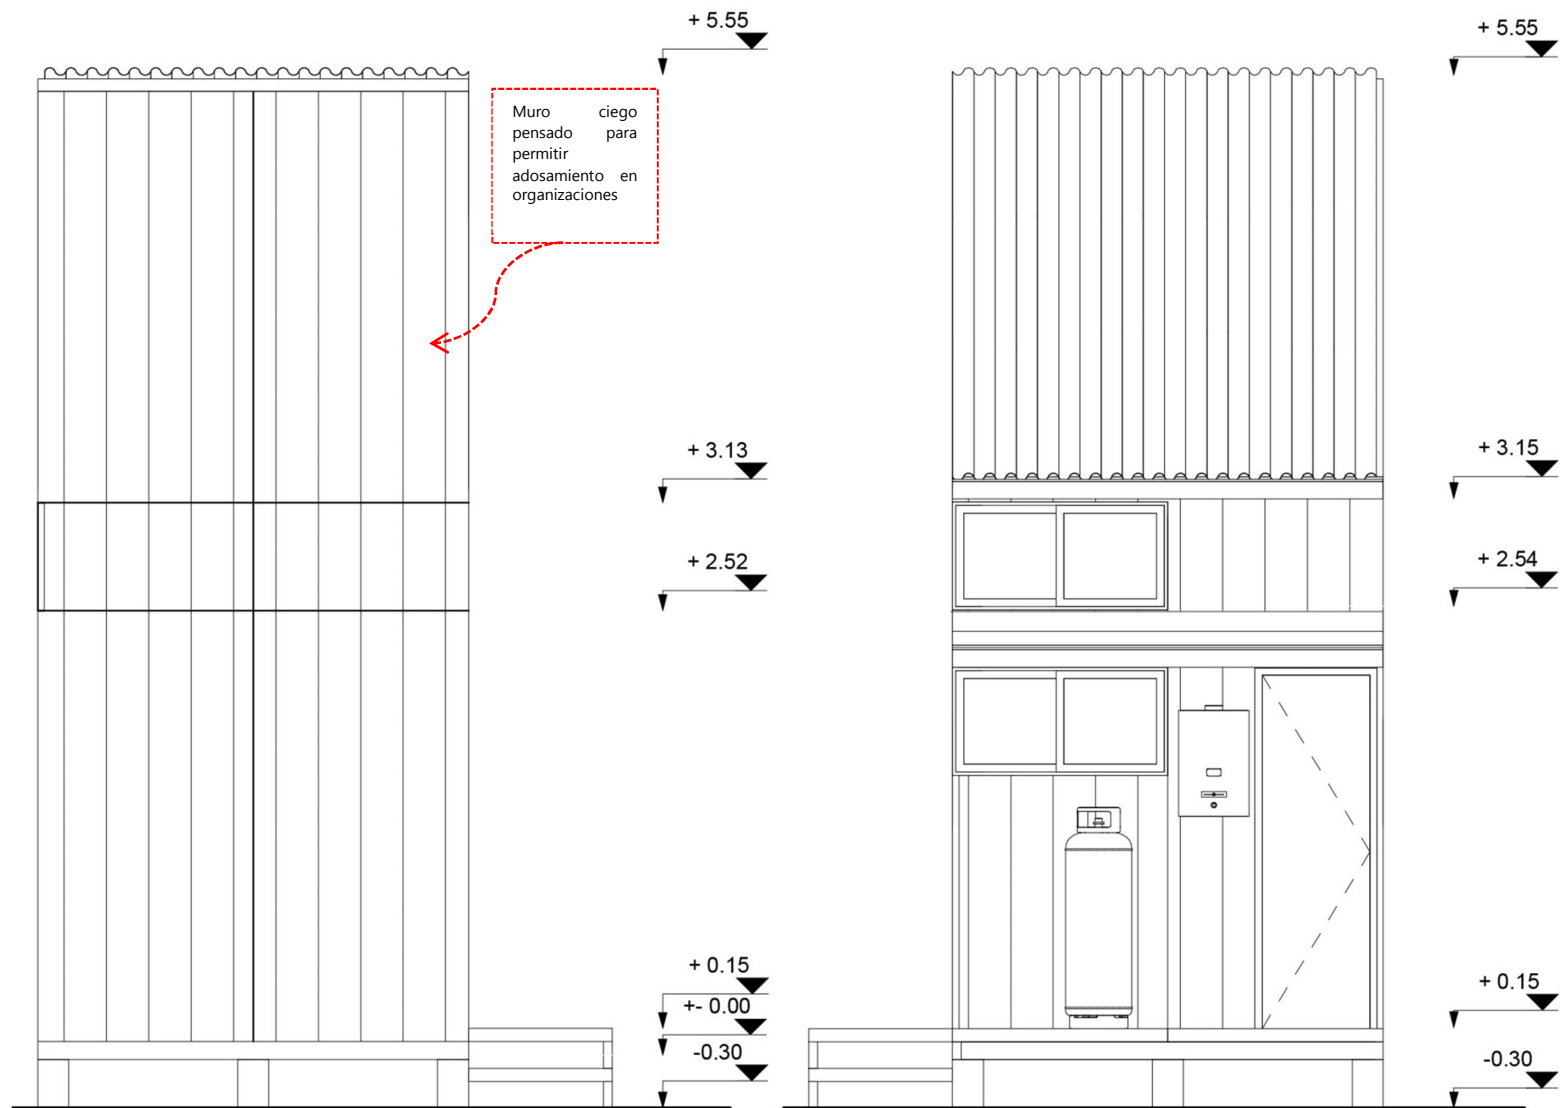 + 5.55
Muro ciego
pensado para
permitir
adosamiento en
organizaciones
+ 3.13
+ 2.52
+ 0.15
+- 0.00
-0.30
+ 5.55
+ 3.15
+ 2.54
+ 0.15
-0.30